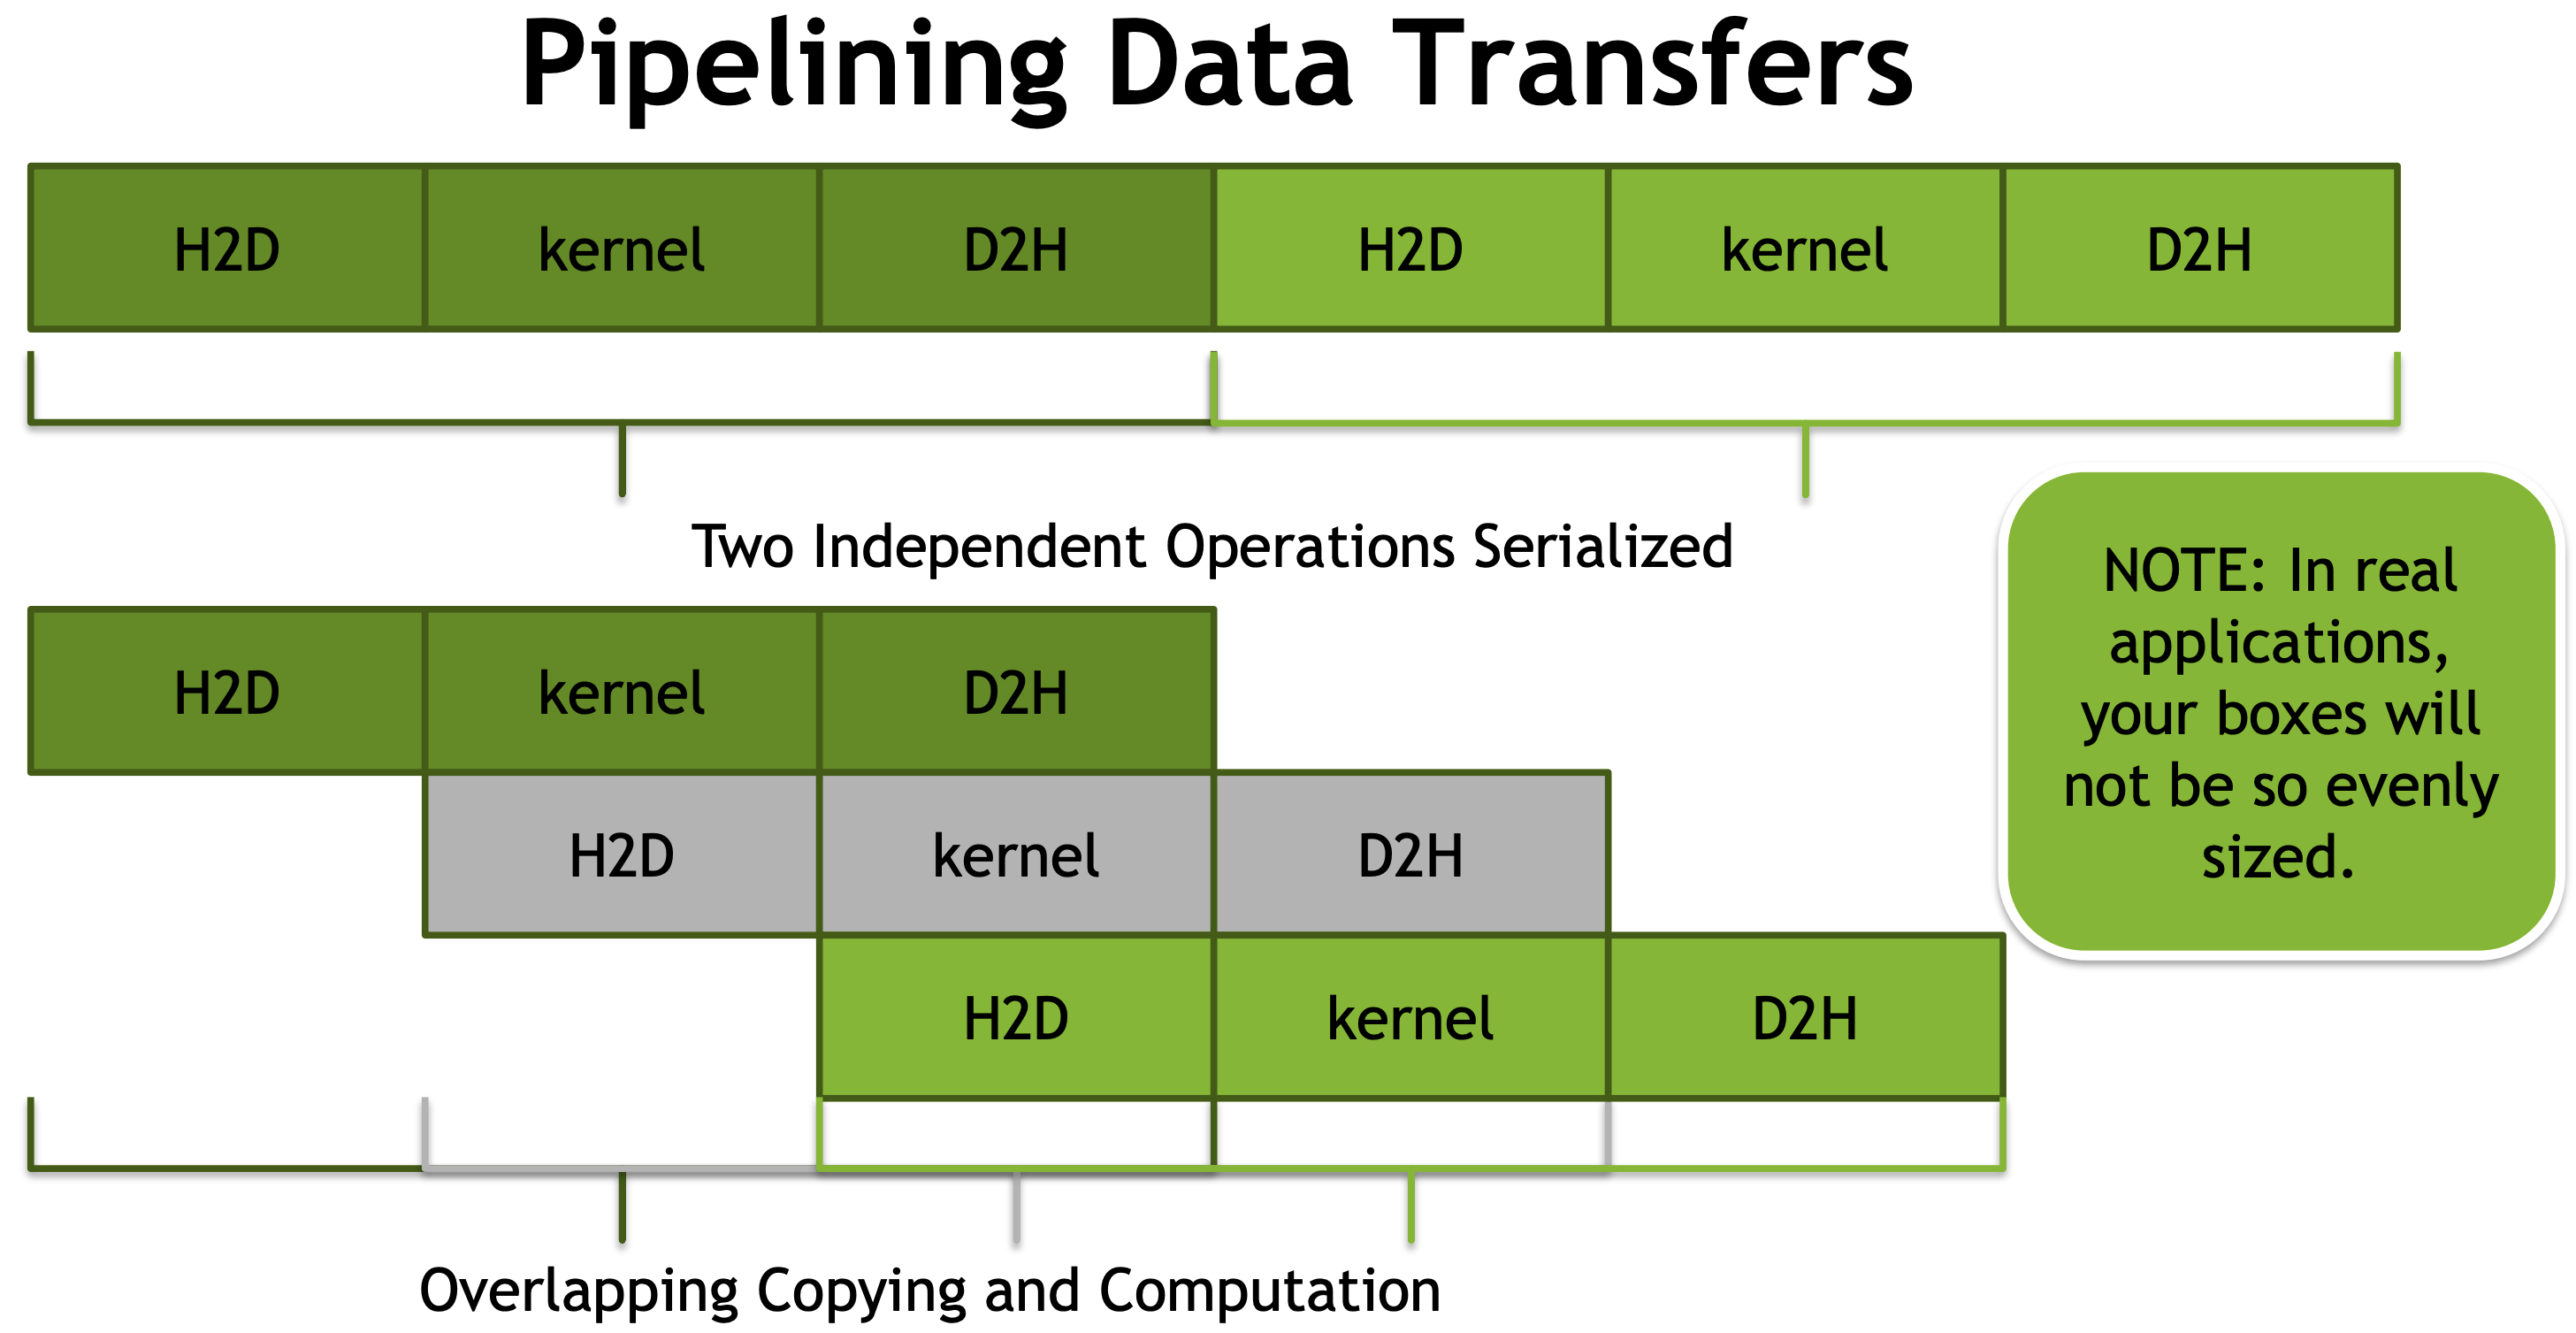 Pipelining Data Transfers
H2D kernel D2H H2D kernel D2H
Two Independent Operations Serialized
NOTE: In real
applications,
your boxes will
not be so evenly
sized.
H2D kernel D2H
H2D kernel D2H
H2D kernel D2H
Overlapping Copying and Computation